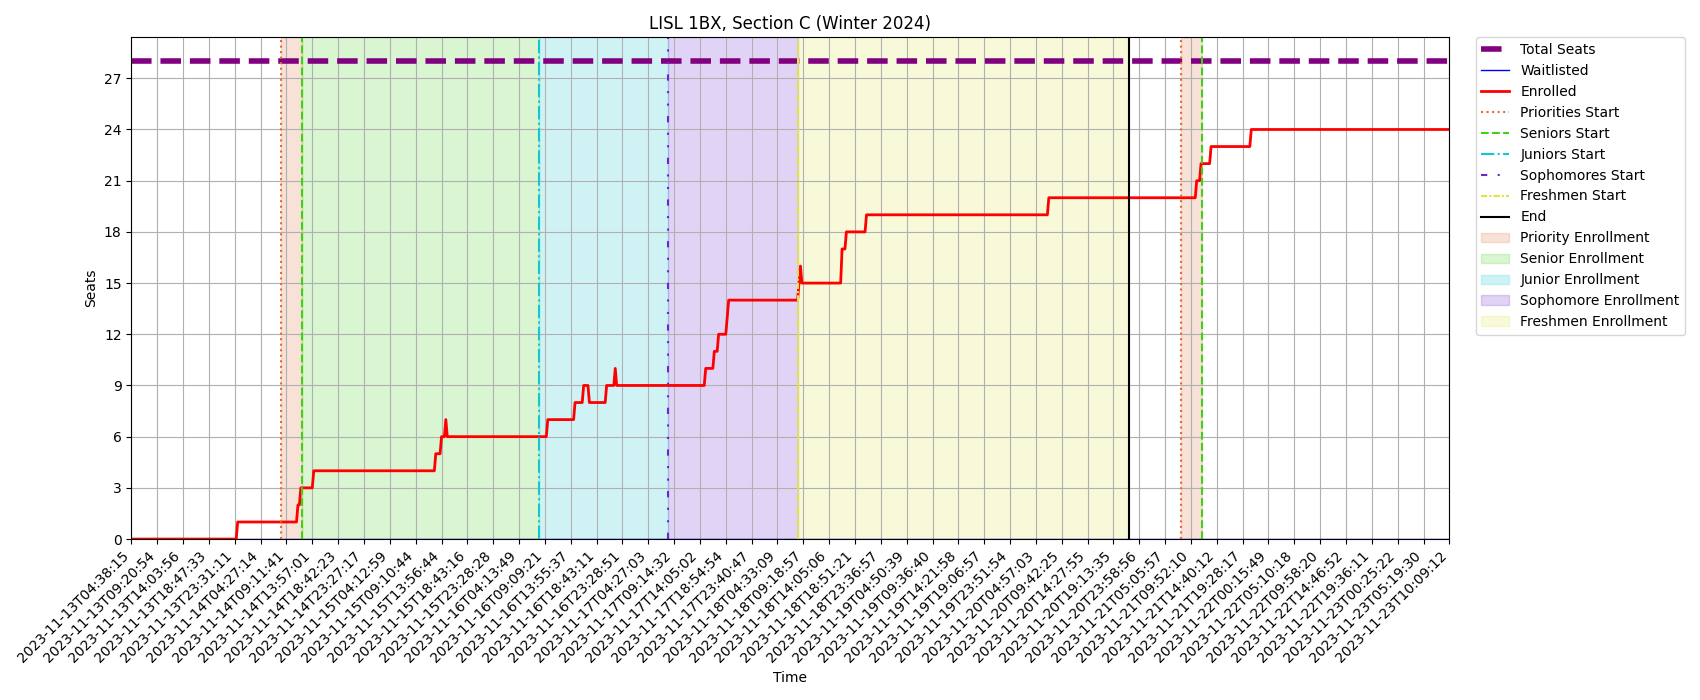 LISL 1BX, Section C (Winter 2024)
Seats
27
24
21
18
15
12
9
6
3
0
2023-11-13T04:38:15
2023-11-13T09:20:54
2023-11-13T14:03:56
2023-11-13T18:47:33
2023-11-13T23:31:11
2023-11-14T04:27:14
2023-11-14T09:11:41
2023-11-14T13:57:01
2023-11-14T18:42:23
2023-11-14T23:27:17
2023-11-15T04:12:59
2023-11-15T09:10:44
2023-11-15T13:56:44
2023-11-15T18:43:16
2023-11-15T23:28:28
2023-11-16T04:13:49
2023-11-16T09:09:21
2023-11-16T13:55:37
2023-11-16T18:43:11
2023-11-16T23:28:51
2023-11-17T04:27:03
2023-11-17T09:14:32
2023-11-17T14:05:02
2023-11-17T18:54:54
2023-11-17T23:40:47
2023-11-18T04:33:09
2023-11-18T09:18:57
2023-11-18T14:05:06
2023-11-18T18:51:21
2023-11-18T23:36:57
2023-11-19T04:50:39
2023-11-19T09:36:40
2023-11-19T14:21:58
2023-11-19T19:06:57
2023-11-19T23:51:54
2023-11-20T04:57:03
2023-11-20T09:42:25
2023-11-20T14:27:55
2023-11-20T19:13:35
2023-11-20T23:58:56
2023-11-21T05:05:57
2023-11-21T09:52:10
2023-11-21T14:40:12
2023-11-21T19:28:17
2023-11-22T00:15:49
2023-11-22T05:10:18
2023-11-22T09:58:20
2023-11-22T14:46:52
2023-11-22T19:36:11
2023-11-23T00:25:22
2023-11-23T05:19:30
2023-11-23T10:09:12
Time
Total Seats
Waitlisted
Enrolled
Priorities Start
Seniors Start
Juniors Start
Sophomores Start
Freshmen Start
End
Priority Enrollment
Senior Enrollment
Junior Enrollment
Sophomore Enrollment
Freshmen Enrollment